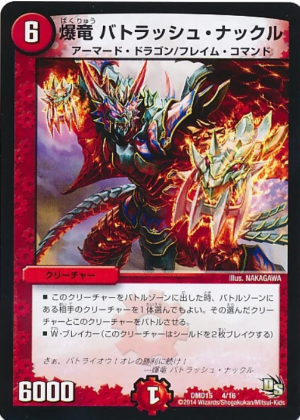 6
ばくりゅう
爆竜 バトラッシュ・ナックル
アーマード・ドラゴン/フレイム・コマンド
クリーチャー
illus. NAKAGAWA
■ このクリーチャーをバトルゾーンに出した時、バトルゾーンに
ある相手のクリーチャーを1体選んでもよい。その選んだクリ
ーチャーとこのクリーチャーをバトルさせる。
■ W・ブレイカー(このクリーチャーはシールドを2枚ブレイクする)
さぁ、バトライオウ!オレの勝利に続け!
---爆竜 バトラッシュ・ナックル
6000
1
DMD15 4/16
©2014 Wizards/Shogakukan/Mitsui-Kids